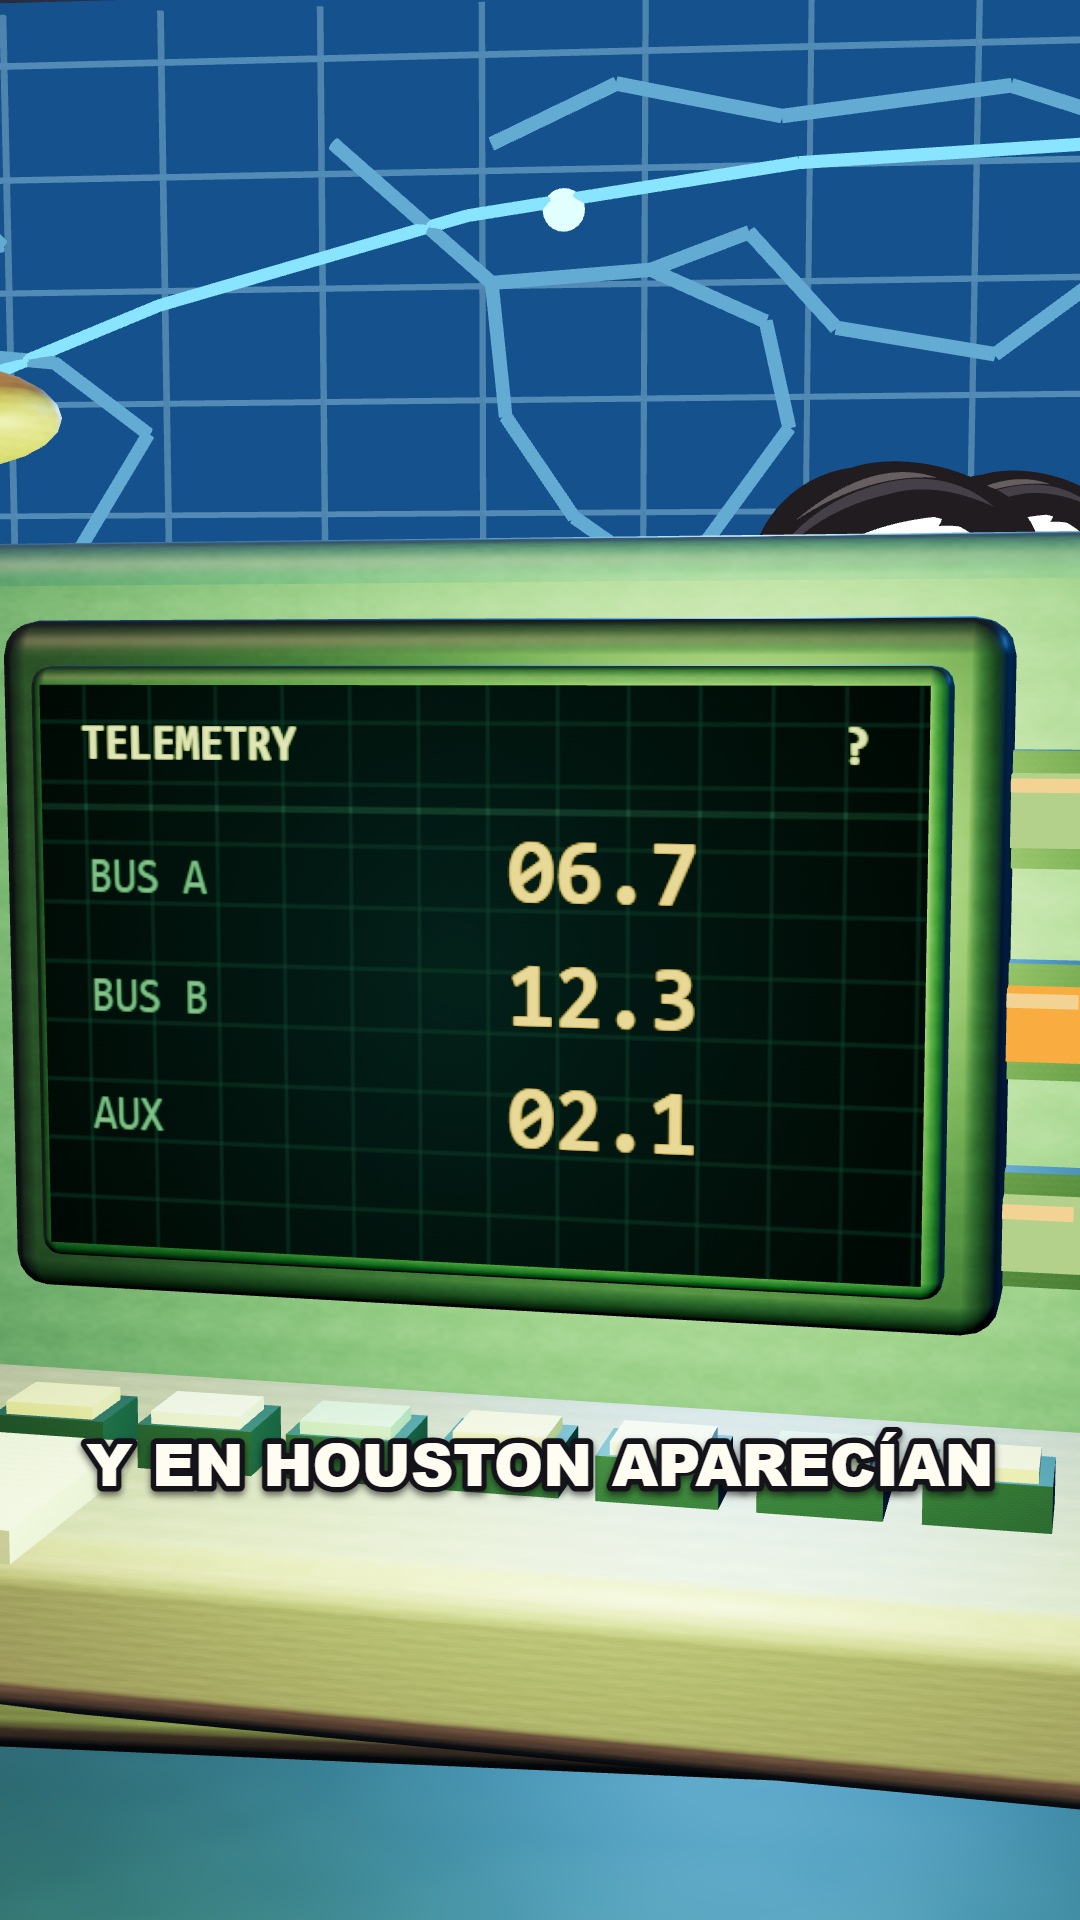 TELEMETRY ?
BUS A 06.7
BUS B 12.3
AUX 02.1
Y EN HOUSTON APARECÍAN